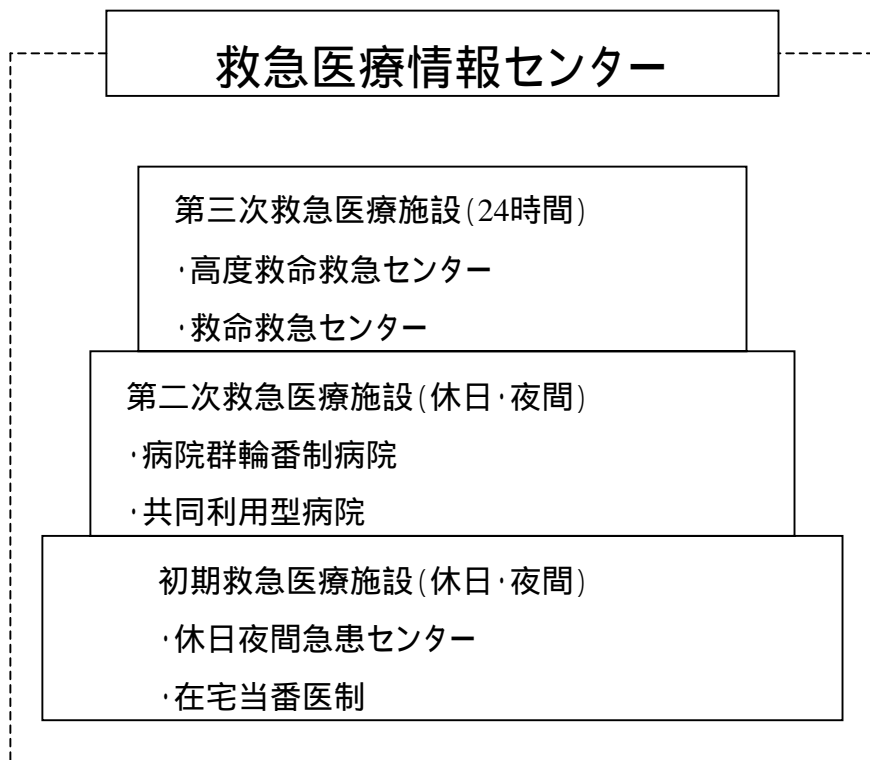 救急医療情報センター
第三次救急医療施設(24時間)
·高度救命救急センター
·救命救急センター
第二次救急医療施設(休日·夜間)
·病院群輪番制病院
·共同利用型病院
初期救急医療施設(休日·夜間)
·休日夜間急患センター
·在宅当番医制